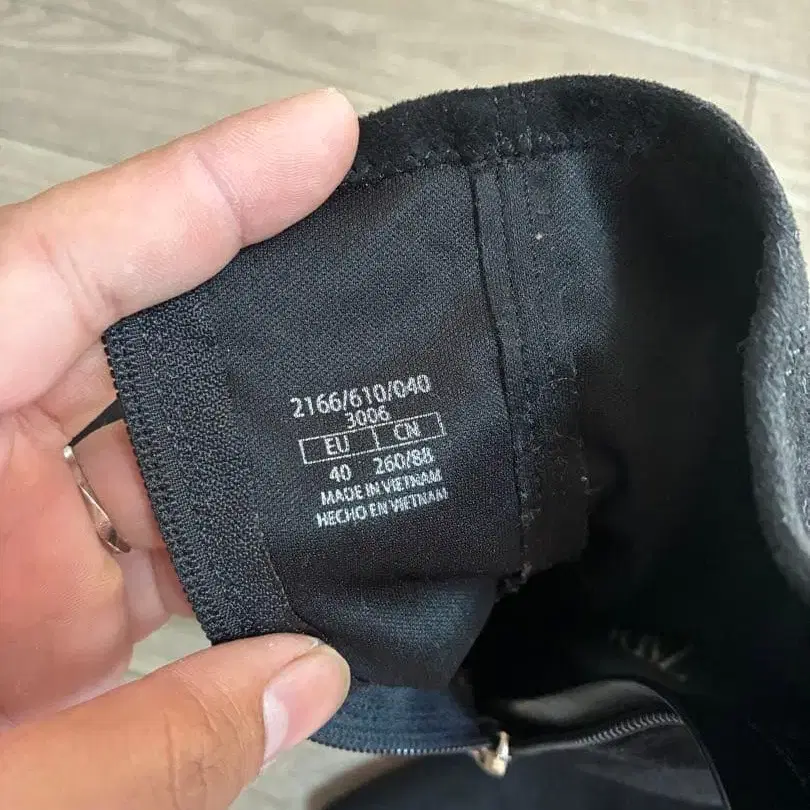 2166/610/040
3006
EU CN
40 260/88
MADE IN VIETNAM
HECHO EN VIETNAM